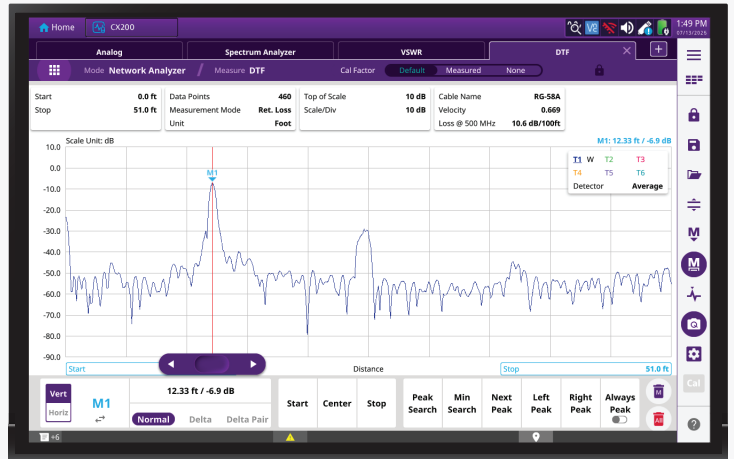 Home CX200 VE 1:49 PM
07/13/2025
Analog Spectrum Analyzer VSWR DTF
Mode Network Analyzer / Measure DTF Cal Factor Default Measured None
Start 0.0 ft Data Points 460 Top of Scale 10 dB Cable Name RG-58A
Stop 51.0 ft Measurement Mode Ret. Loss Scale/Div 10 dB Velocity 0.669
Unit Foot Loss @ 500 MHz 10.6 dB/100ft
Scale Unit: dB M1: 12.33 ft / -6.9 dB
10.0
T1 W T2 T3
-10.0 M1 T4 T5 T6
0.0 Detector Average
-20.0
-30.0
-40.0
-50.0
-60.0
-70.0
-80.0
-90.0
Start Distance Stop 51.0 ft
Vert 12.33 ft / -6.9 dB
Horiz M1 Normal Delta Delta Pair
Start Center Stop Peak Search Min Search Next Peak Left Peak Right Peak Always Peak
M
All
M
M
Cal
+6